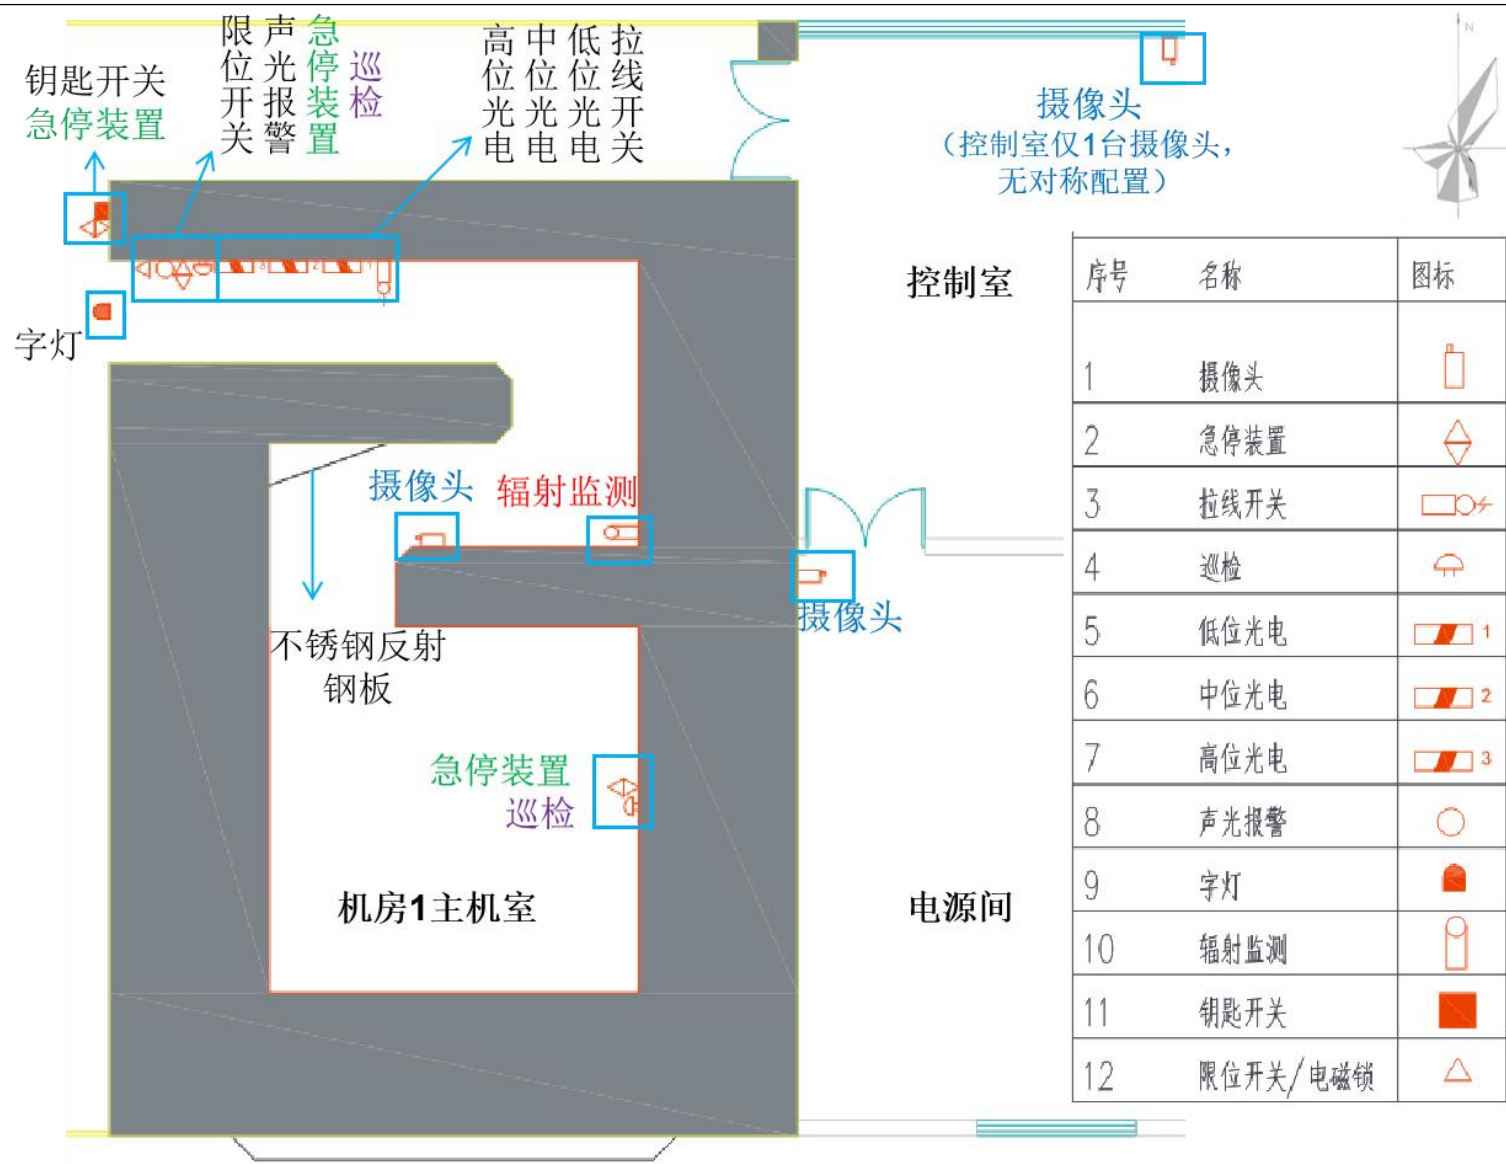 钥匙开关
急停装置
限位开关
声光报警
急停装置
巡检
高位光电
中位光电
低位光电
拉线开关
N
摄像头
（控制室仅1台摄像头，
无对称配置）
字灯
控制室
摄像头
辐射监测
摄像头
不锈钢反射
钢板
急停装置
巡检
机房1主机室
电源间
序号 名称 图标
1 摄像头
2 急停装置
3 拉线开关
4 巡检
5 低位光电 1
6 中位光电 2
7 高位光电 3
8 声光报警
9 字灯
10 辐射监测
11 钥匙开关
12 限位开关/电磁锁